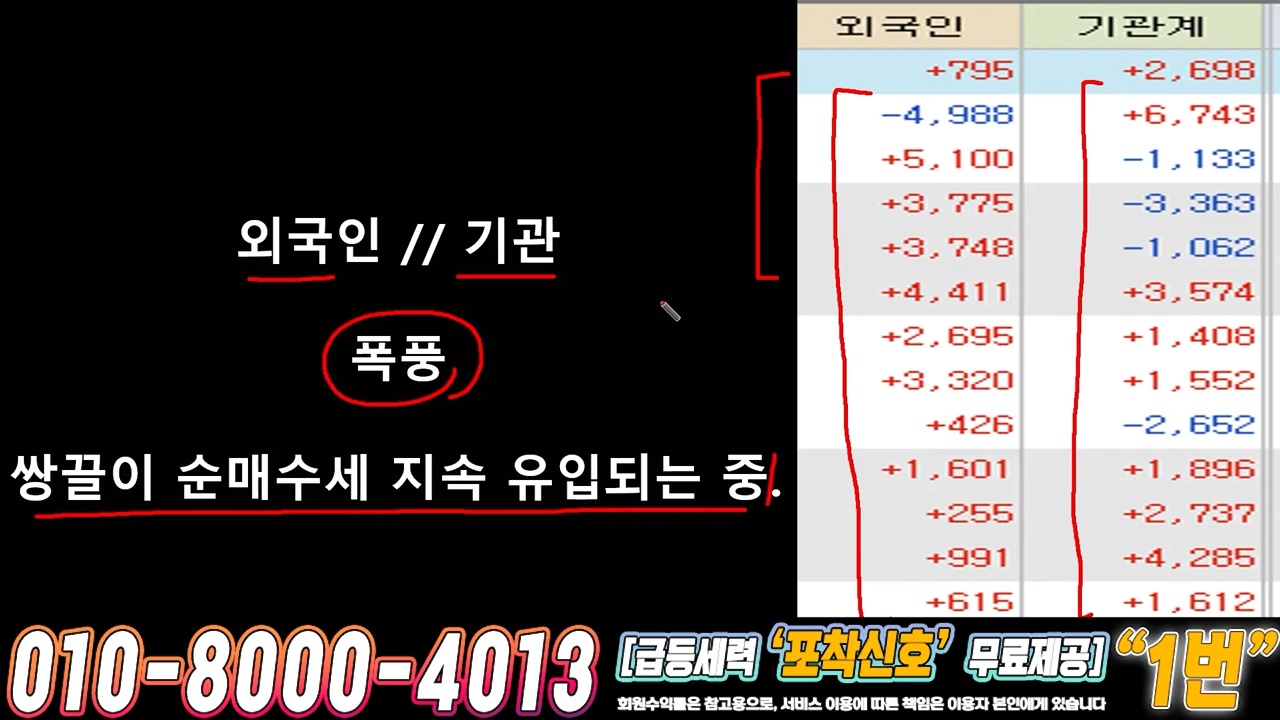 외국인 // 기관
폭풍
쌍끌이 순매수세 지속 유입되는 중.
외국인 기관계
+795 +2,698
-4,988 +6,743
+5,100 -1,133
+3,775 -3,363
+3,748 -1,062
+4,411 +3,574
+2,695 +1,408
+3,320 +1,552
+426 -2,652
+1,601 +1,896
+255 +2,737
+991 +4,285
+615 +1,612
010-8000-4013
[급등세력 ‘포착신호’ 무료제공] “1번”
회원수익률은 참고용으로, 서비스 이용에 따른 책임은 이용자 본인에게 있습니다